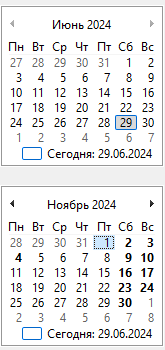 Июнь 2024
Пн Вт Ср Чт Пт Сб Вс
27 28 29 30 31 1 2
3 4 5 6 7 8 9
10 11 12 13 14 15 16
17 18 19 20 21 22 23
24 25 26 27 28 29 30
1 2 3 4 5 6 7
Сегодня: 29.06.2024
Ноябрь 2024
Пн Вт Ср Чт Пт Сб Вс
28 29 30 31 1 2 3
4 5 6 7 8 9 10
11 12 13 14 15 16 17
18 19 20 21 22 23 24
25 26 27 28 29 30 1
2 3 4 5 6 7 8
Сегодня: 29.06.2024